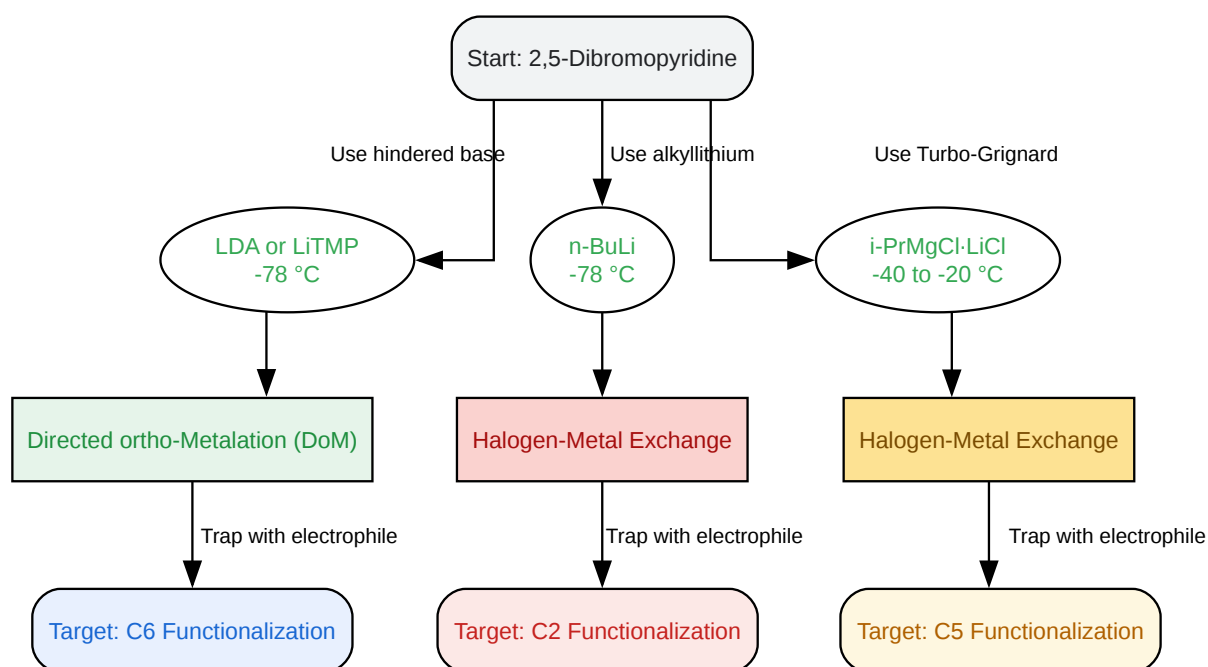 Start: 2,5-Dibromopyridine
Use hindered base
Use alkyllithium
Use Turbo-Grignard
LDA or LiTMP
-78 °C
n-BuLi
-78 °C
i-PrMgCl·LiCl
-40 to -20 °C
Directed ortho-Metalation (DoM)
Halogen-Metal Exchange
Halogen-Metal Exchange
Trap with electrophile
Trap with electrophile
Trap with electrophile
Target: C6 Functionalization
Target: C2 Functionalization
Target: C5 Functionalization